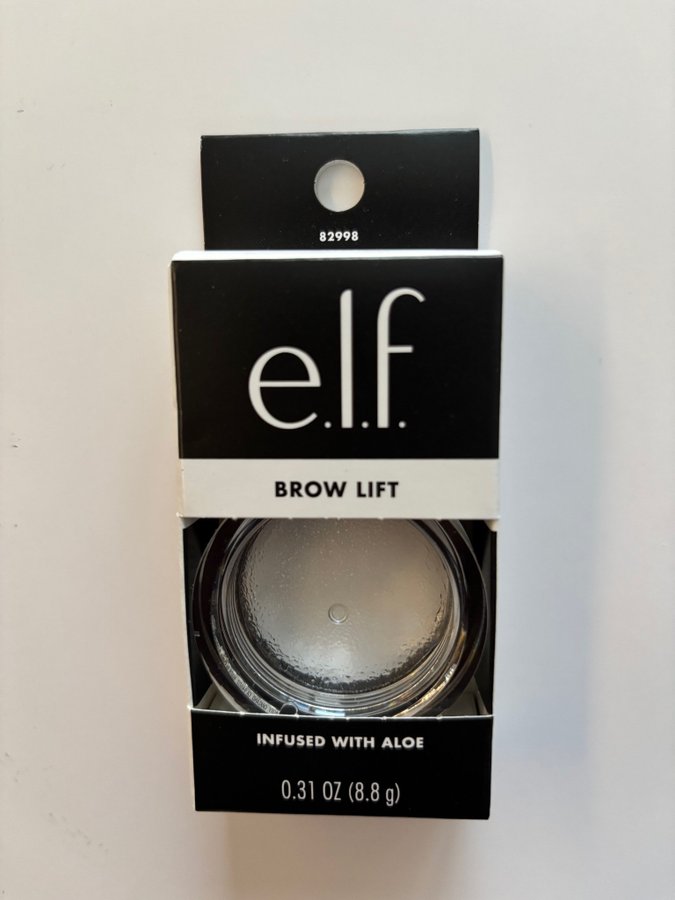 82998
e.l.f.
BROW LIFT
INFUSED WITH ALOE
0.31 OZ (8.8 g)